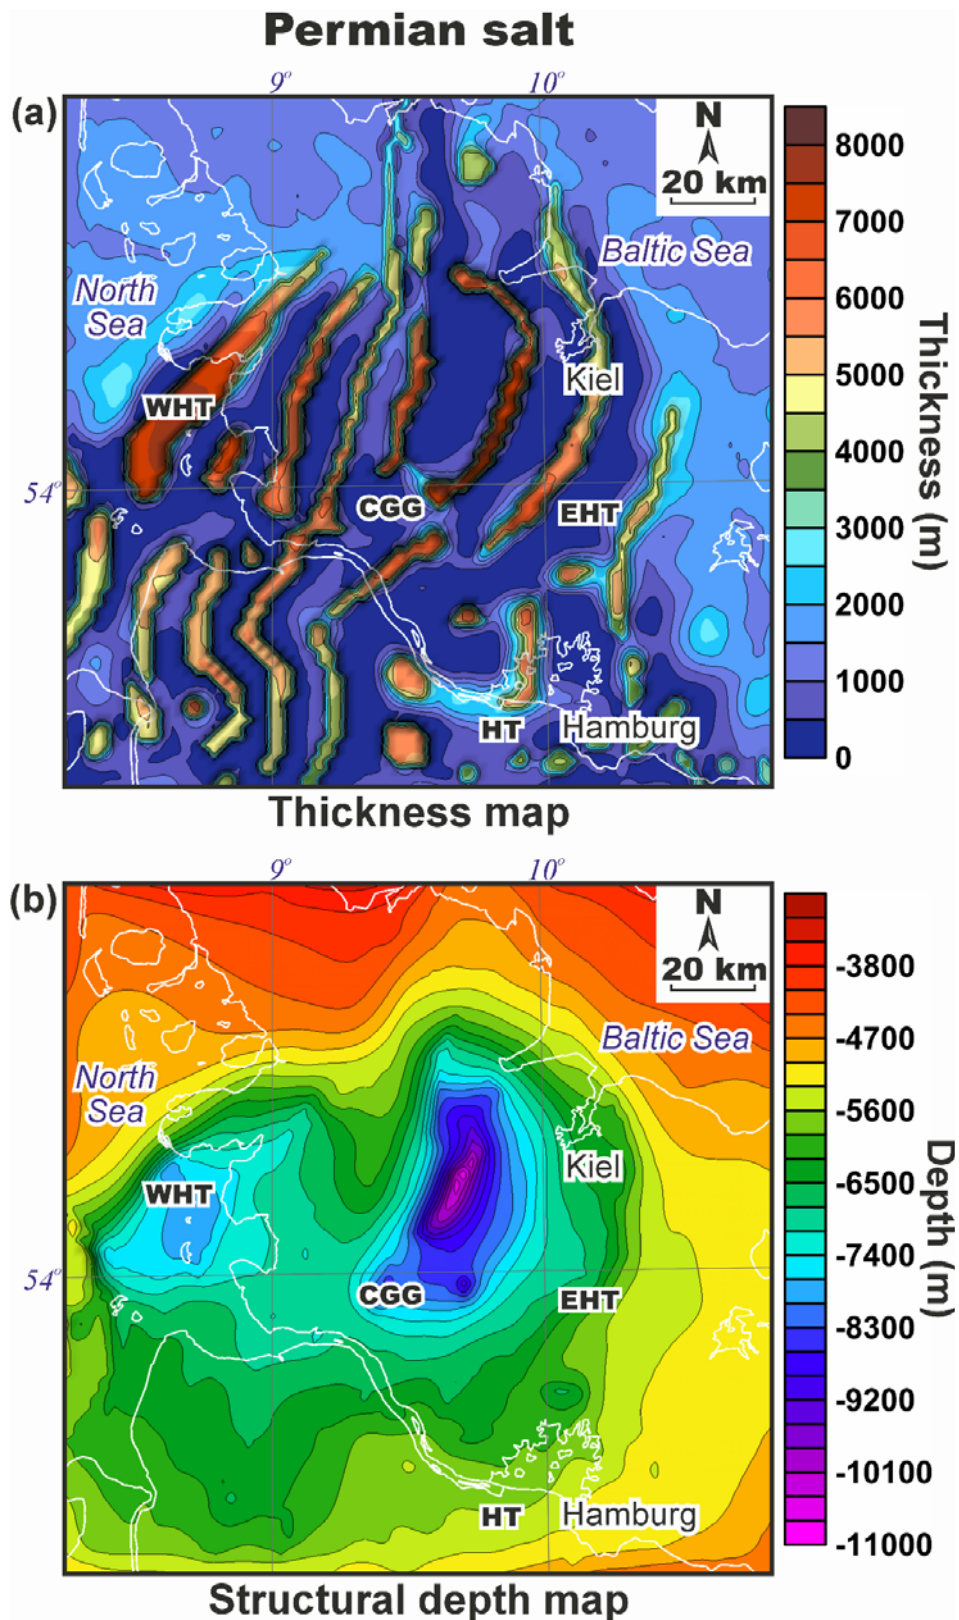 Permian salt
(a)
9°
10°
N
20 km
Baltic Sea
North
Sea
Kiel
WHT
54°
CGG
EHT
HT
Hamburg
8000
7000
6000
5000
4000
3000
2000
1000
0
Thickness (m)
Thickness map
(b)
9°
10°
N
20 km
Baltic Sea
North
Sea
Kiel
WHT
54°
CGG
EHT
HT
Hamburg
-3800
-4700
-5600
-6500
-7400
-8300
-9200
-10100
-11000
Depth (m)
Structural depth map